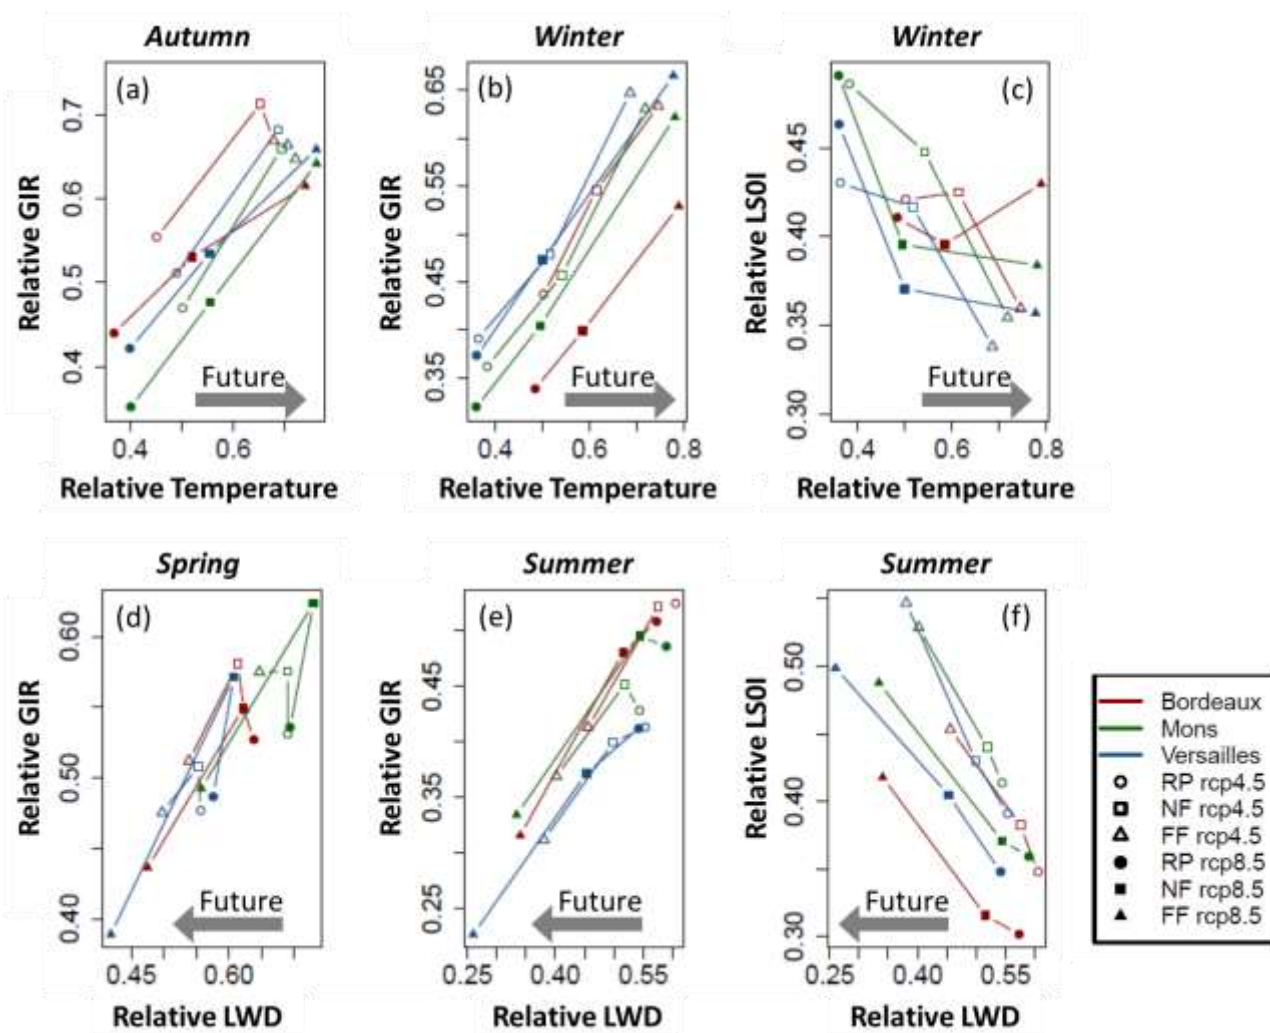 Autumn
(a)
Relative GIR
0.7
0.6
0.5
0.4
Future
0.4 0.6
Relative Temperature
Winter
(b)
Relative GIR
0.65
0.55
0.45
0.35
Future
0.4 0.6 0.8
Relative Temperature
Winter
(c)
Relative LS0I
0.45
0.40
0.35
0.30
Future
0.4 0.6 0.8
Relative Temperature
Spring
(d)
Relative GIR
0.60
0.50
0.40
Future
0.45 0.60
Relative LWD
Summer
(e)
Relative GIR
0.45
0.35
0.25
Future
0.25 0.40 0.55
Relative LWD
Summer
(f)
Relative LS0I
0.50
0.40
0.30
Future
0.25 0.40 0.55
Relative LWD
Bordeaux
Mons
Versailles
RP rcp4.5
NF rcp4.5
FF rcp4.5
RP rcp8.5
NF rcp8.5
FF rcp8.5